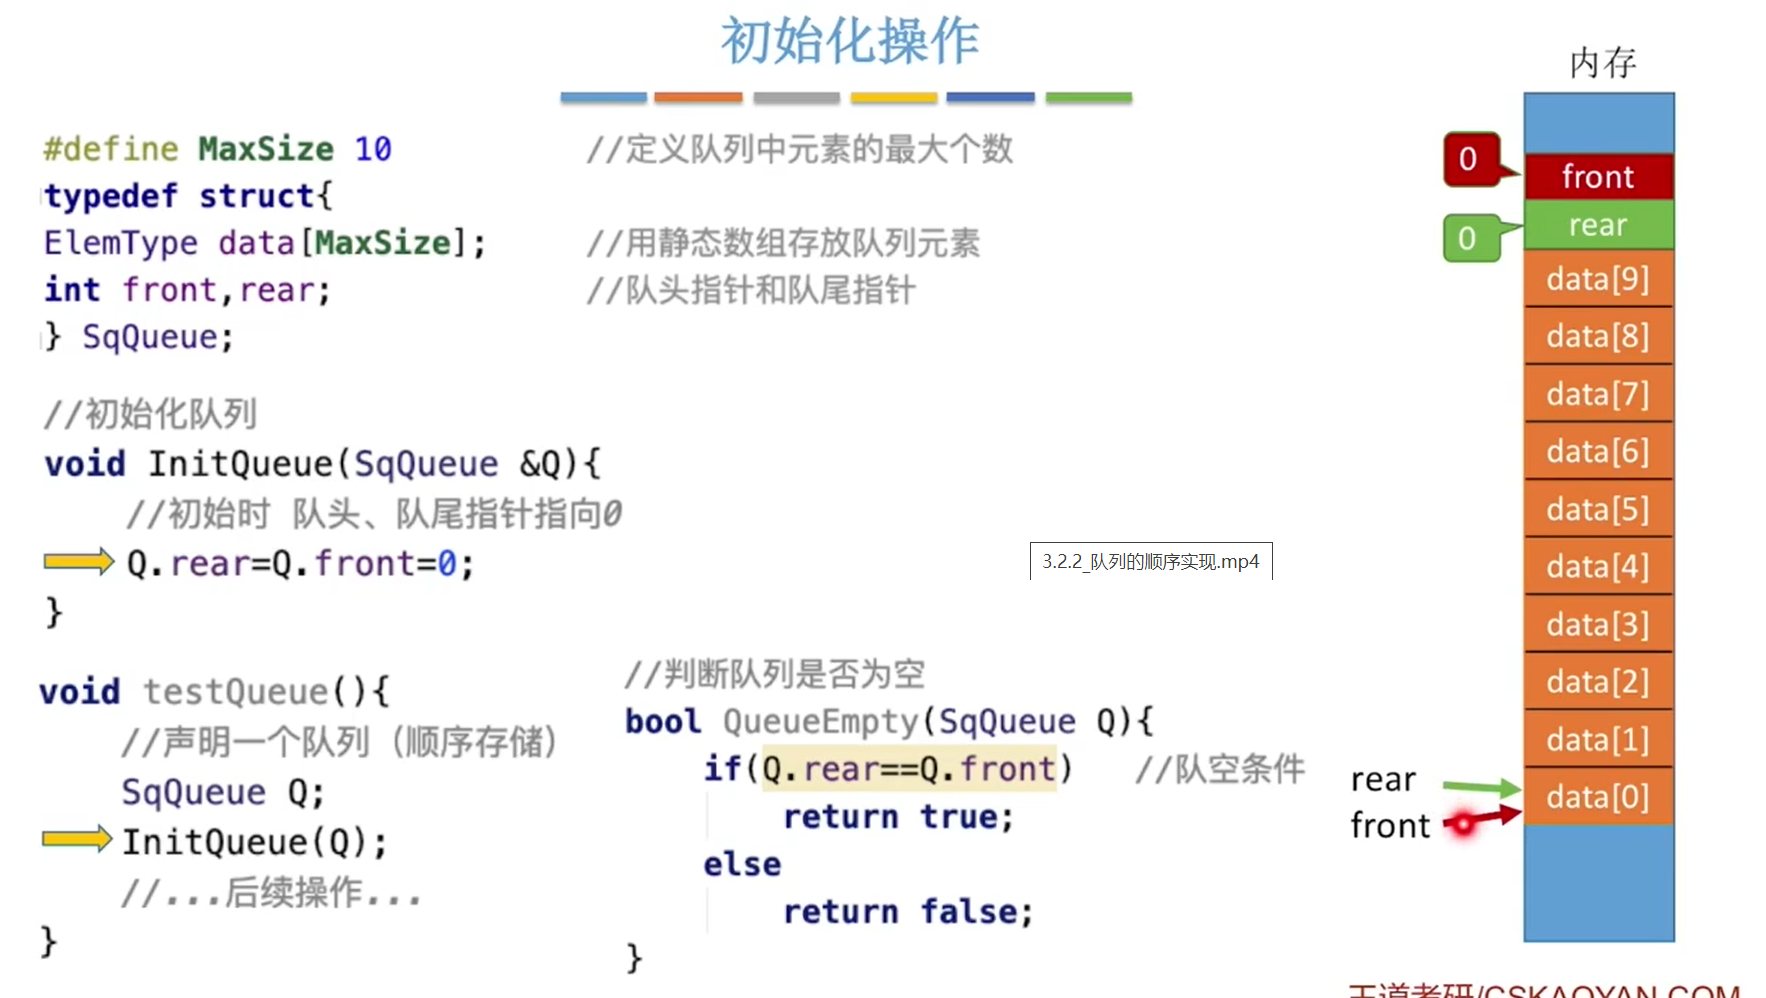 初始化操作
#define MaxSize 10 //定义队列中元素的最大个数
typedef struct{
ElemType data[MaxSize]; //用静态数组存放队列元素
int front,rear; //队头指针和队尾指针
} SqQueue;
//初始化队列
void InitQueue(SqQueue &Q){
//初始时 队头、队尾指针指向0
Q.rear=Q.front=0;
}
void testQueue(){
//声明一个队列（顺序存储）
SqQueue Q;
InitQueue(Q);
//...后续操作...
}
//判断队列是否为空
bool QueueEmpty(SqQueue Q){
if(Q.rear==Q.front) //队空条件
return true;
else
return false;
}
3.2.2_队列的顺序实现.mp4
内存
0
front
0
rear
data[9]
data[8]
data[7]
data[6]
data[5]
data[4]
data[3]
data[2]
data[1]
data[0]
rear
front
王道考研/CSKAOYAN.COM